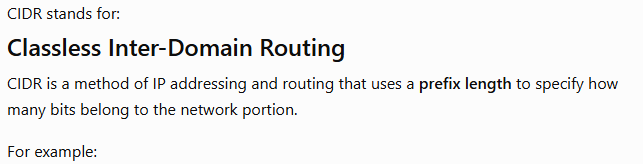 CIDR stands for:
Classless Inter-Domain Routing
CIDR is a method of IP addressing and routing that uses a prefix length to specify how
many bits belong to the network portion.
For example: